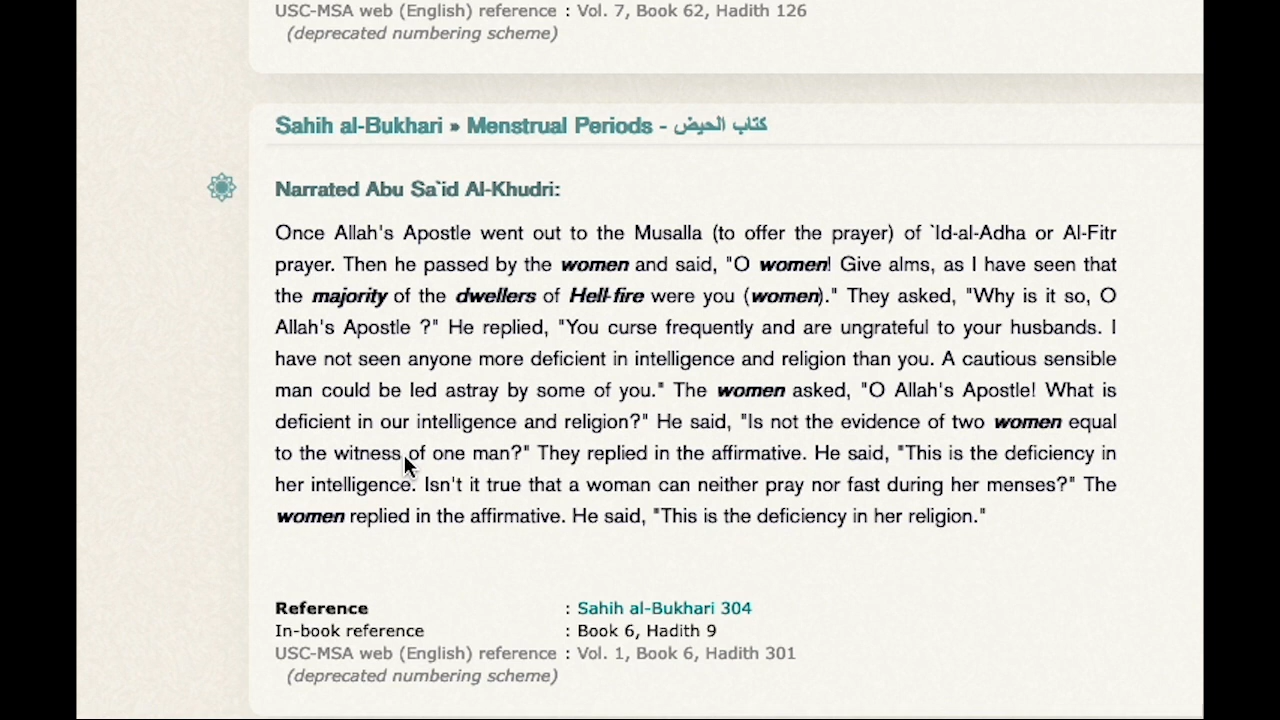 USC-MSA web (English) reference : Vol. 7, Book 62, Hadith 126
(deprecated numbering scheme)
Sahih al-Bukhari » Menstrual Periods - كتاب الحيض
Narrated Abu Sa`id Al-Khudri:
Once Allah's Apostle went out to the Musalla (to offer the prayer) of `Id-al-Adha or Al-Fitr
prayer. Then he passed by the women and said, "O women! Give alms, as I have seen that
the majority of the dwellers of Hell-fire were you (women)." They asked, "Why is it so, O
Allah's Apostle ?" He replied, "You curse frequently and are ungrateful to your husbands. I
have not seen anyone more deficient in intelligence and religion than you. A cautious sensible
man could be led astray by some of you." The women asked, "O Allah's Apostle! What is
deficient in our intelligence and religion?" He said, "Is not the evidence of two women equal
to the witness of one man?" They replied in the affirmative. He said, "This is the deficiency in
her intelligence. Isn't it true that a woman can neither pray nor fast during her menses?" The
women replied in the affirmative. He said, "This is the deficiency in her religion."
Reference : Sahih al-Bukhari 304
In-book reference : Book 6, Hadith 9
USC-MSA web (English) reference : Vol. 1, Book 6, Hadith 301
(deprecated numbering scheme)